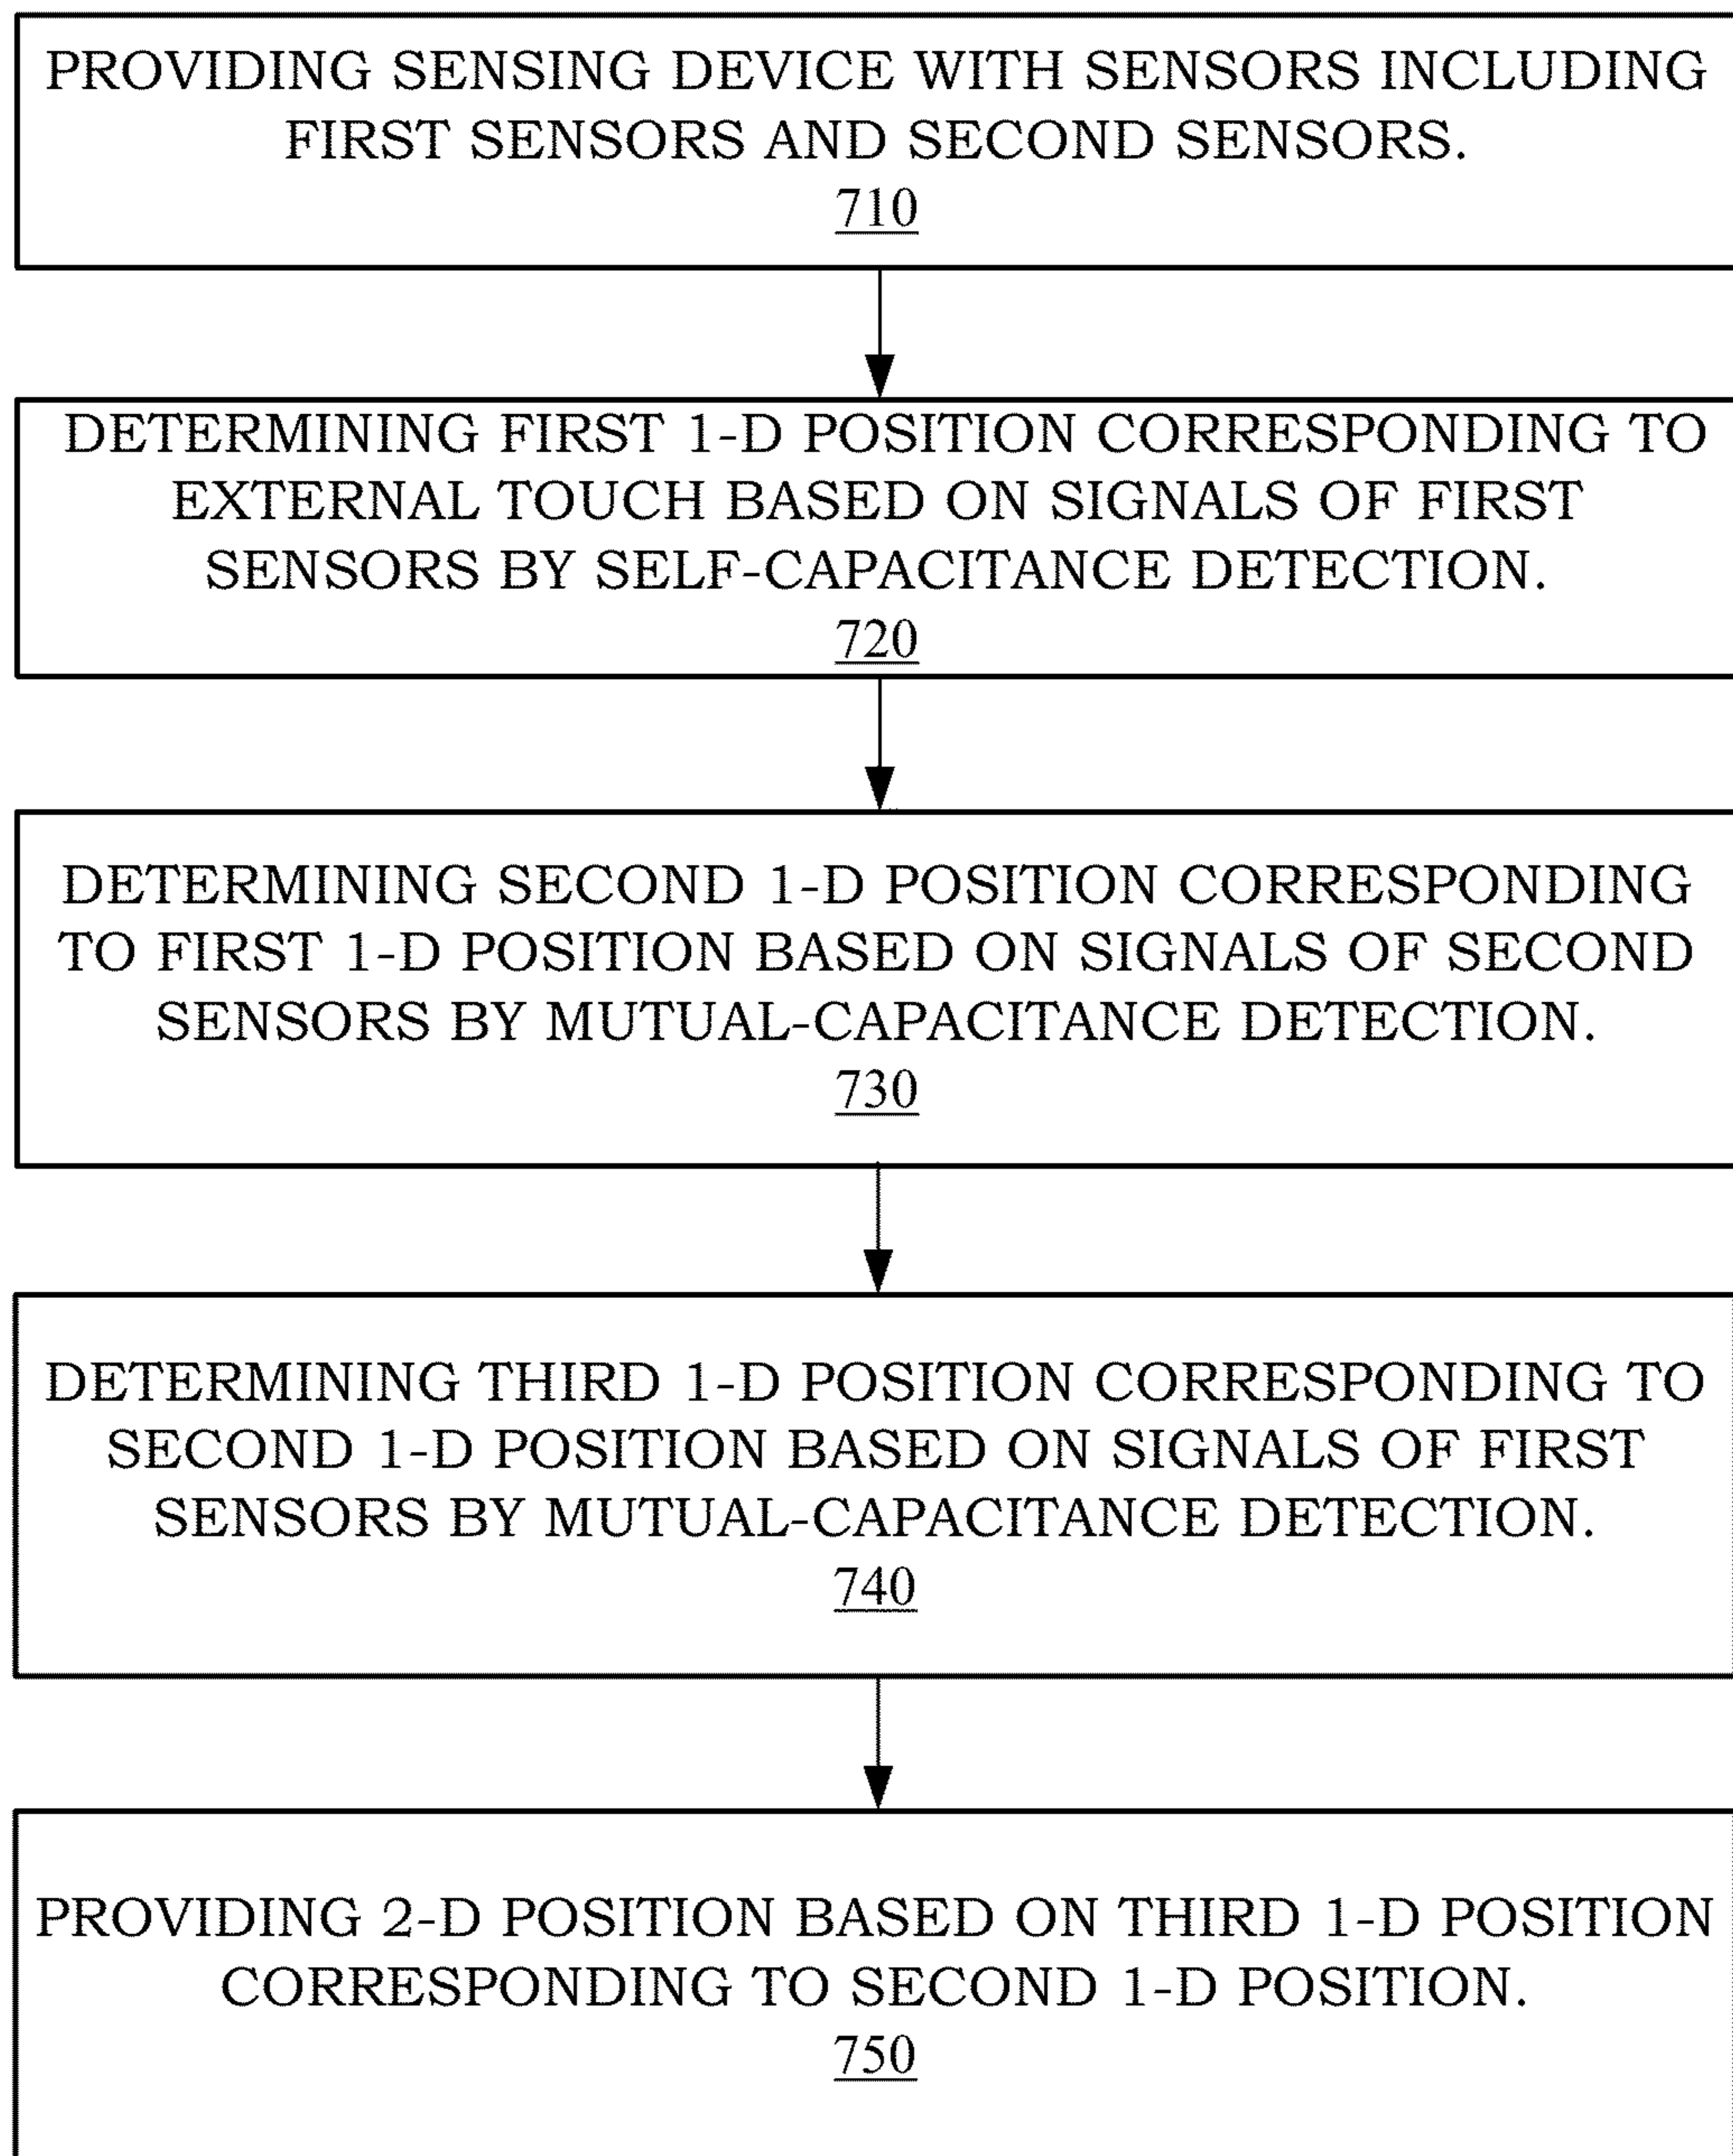 PROVIDING SENSING DEVICE WITH SENSORS INCLUDING
FIRST SENSORS AND SECOND SENSORS.
710
DETERMINING FIRST 1-D POSITION CORRESPONDING TO
EXTERNAL TOUCH BASED ON SIGNALS OF FIRST
SENSORS BY SELF-CAPACITANCE DETECTION.
720
DETERMINING SECOND 1-D POSITION CORRESPONDING
TO FIRST 1-D POSITION BASED ON SIGNALS OF SECOND
SENSORS BY MUTUAL-CAPACITANCE DETECTION.
730
DETERMINING THIRD 1-D POSITION CORRESPONDING TO
SECOND 1-D POSITION BASED ON SIGNALS OF FIRST
SENSORS BY MUTUAL-CAPACITANCE DETECTION.
740
PROVIDING 2-D POSITION BASED ON THIRD 1-D POSITION
CORRESPONDING TO SECOND 1-D POSITION.
750